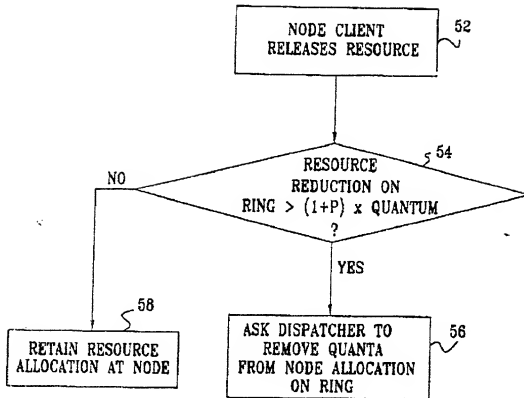 NODE CLIENT
RELEASES RESOURCE
52
54
RESOURCE
REDUCTION ON
RING > (1+P) x QUANTUM
?
NO
YES
58
RETAIN RESOURCE
ALLOCATION AT NODE
56
ASK DISPATCHER TO
REMOVE QUANTA
FROM NODE ALLOCATION
ON RING